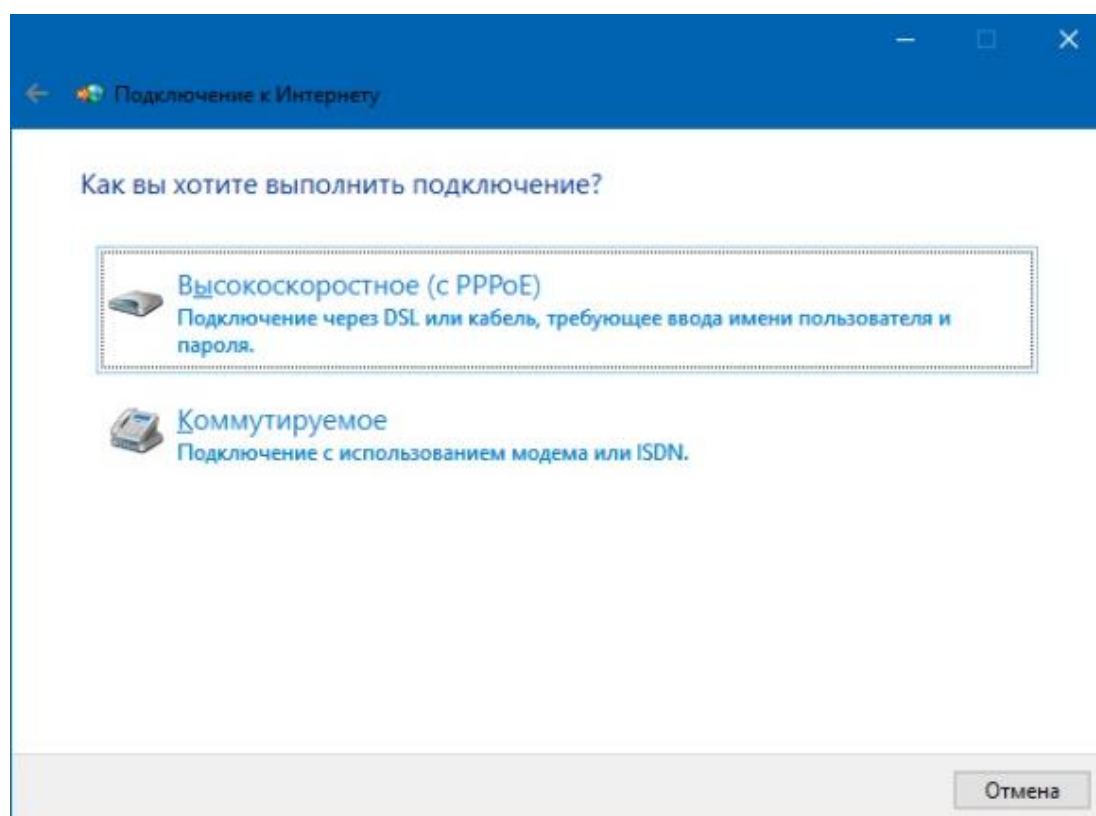 Подключение к Интернету
Как вы хотите выполнить подключение?
Высокоскоростное (с PPPoE)
Подключение через DSL или кабель, требующее ввода имени пользователя и
пароля.
Коммутируемое
Подключение с использованием модема или ISDN.
Отмена